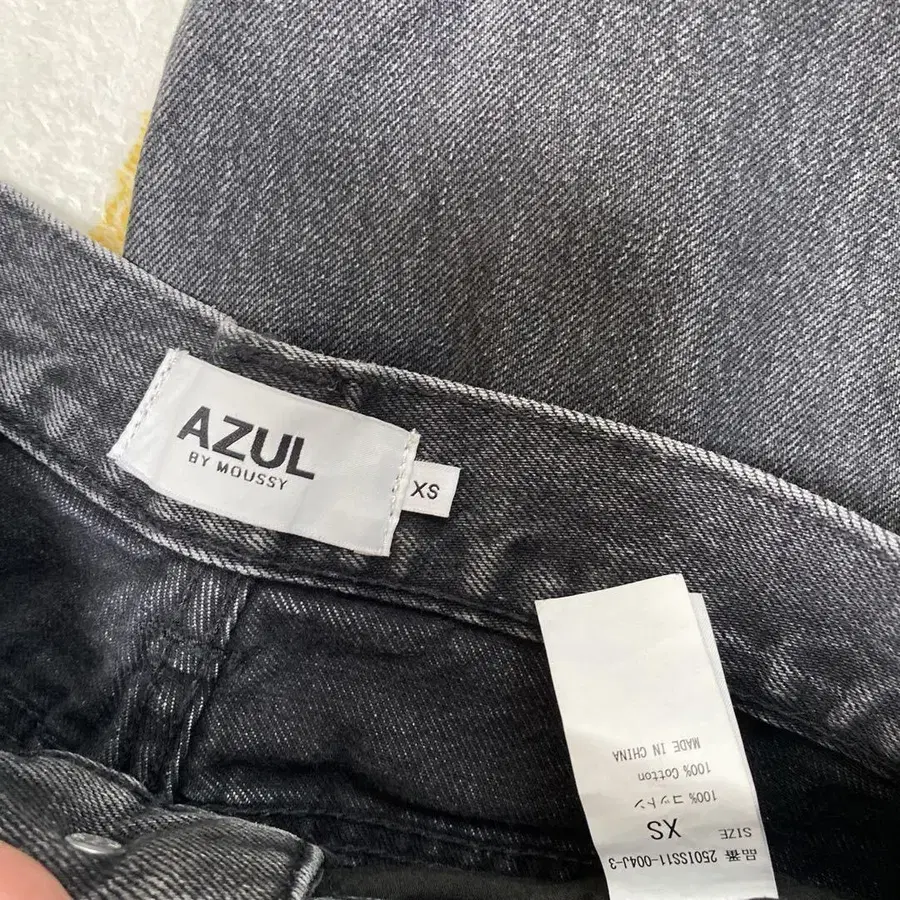 AZUL
BY MOUSSY
XS
品番 250ISS11-004J-3
SIZE XS
100% コットン
100% Cotton
MADE IN CHINA